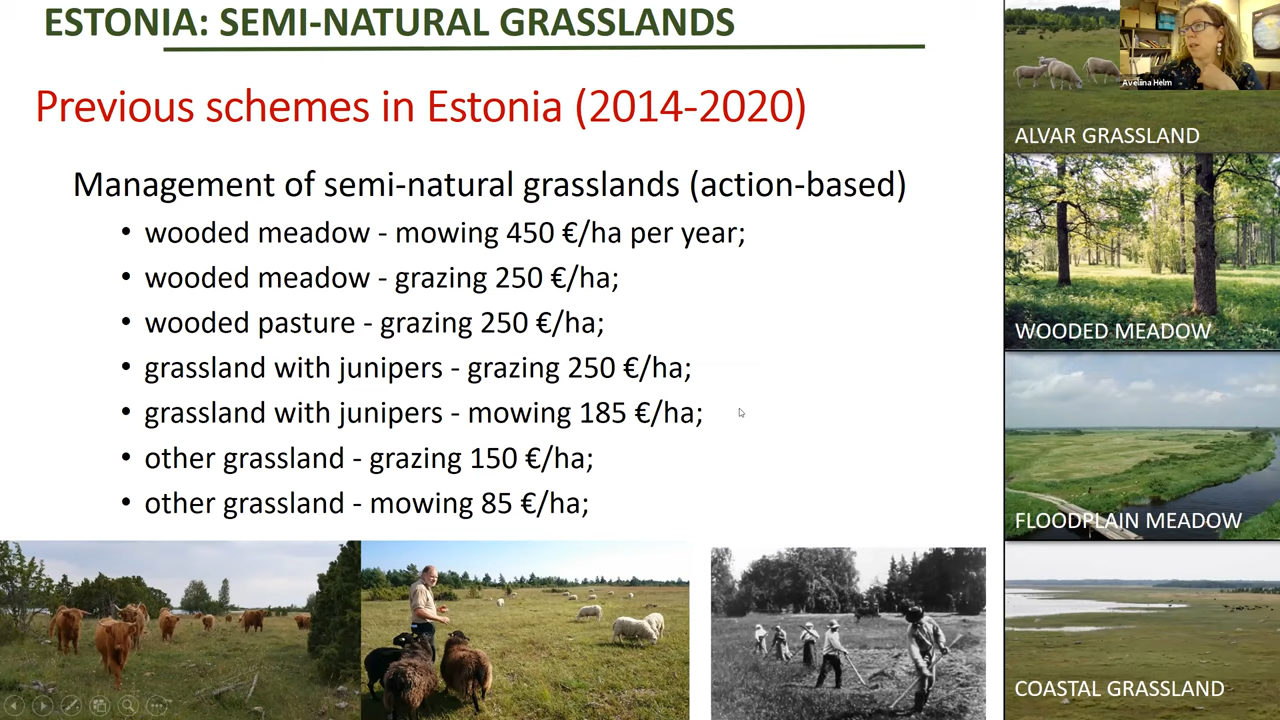 ESTONIA: SEMI-NATURAL GRASSLANDS
Previous schemes in Estonia (2014-2020)
Management of semi-natural grasslands (action-based)
• wooded meadow - mowing 450 €/ha per year;
• wooded meadow - grazing 250 €/ha;
• wooded pasture - grazing 250 €/ha;
• grassland with junipers - grazing 250 €/ha;
• grassland with junipers - mowing 185 €/ha;
• other grassland - grazing 150 €/ha;
• other grassland - mowing 85 €/ha;
Aveliina Helm
ALVAR GRASSLAND
WOODED MEADOW
FLOODPLAIN MEADOW
COASTAL GRASSLAND